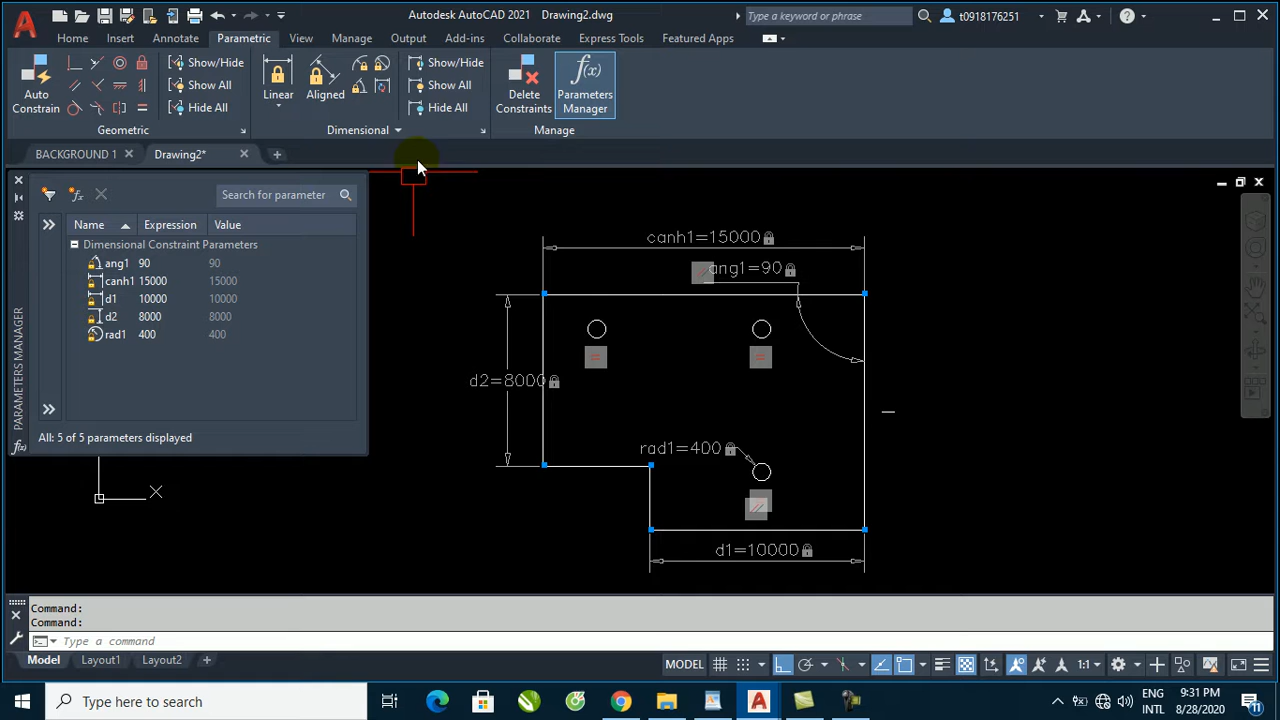 Autodesk AutoCAD 2021 Drawing2.dwg
Type a keyword or phrase
t0918176251
Home Insert Annotate Parametric View Manage Output Add-ins Collaborate Express Tools Featured Apps
Auto Constrain
Show/Hide
Show All
Hide All
Geometric
Linear
Aligned
Show/Hide
Show All
Hide All
Dimensional
Delete Constraints
Parameters Manager
Manage
BACKGROUND 1
Drawing2*
PARAMETERS MANAGER
Search for parameter
Name Expression Value
Dimensional Constraint Parameters
ang1 90 90
canh1 15000 15000
d1 10000 10000
d2 8000 8000
rad1 400 400
All: 5 of 5 parameters displayed
canh1=15000
ang1=90
d2=8000
rad1=400
d1=10000
X
Command:
Command:
Type a command
Model Layout1 Layout2
MODEL
1:1
Type here to search
ENG
INTL
9:31 PM
8/28/2020
11